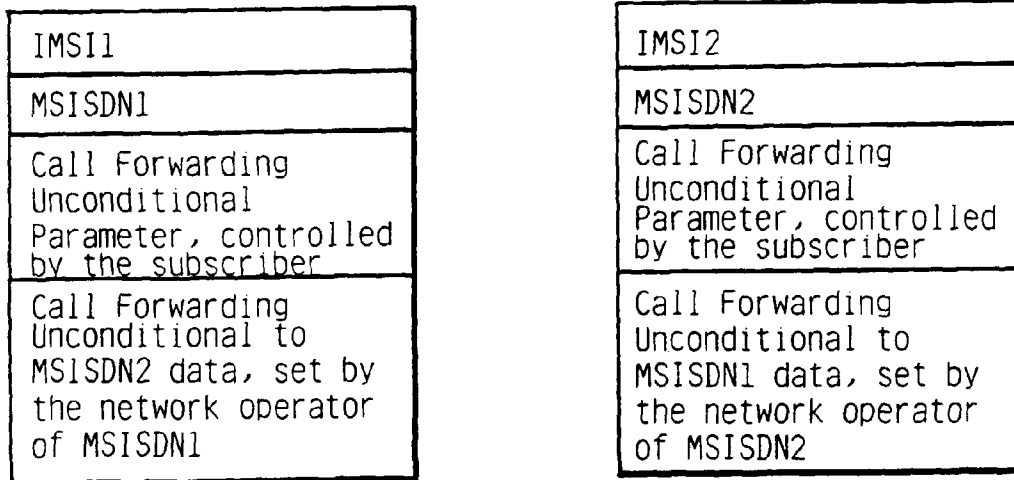 IMSI1
MSISDN1
Call Forwarding
Unconditional
Parameter, controlled
by the subscriber
Call Forwarding
Unconditional to
MSISDN2 data, set by
the network operator
of MSISDN1
IMSI2
MSISDN2
Call Forwarding
Unconditional
Parameter, controlled
by the subscriber
Call Forwarding
Unconditional to
MSISDN1 data, set by
the network operator
of MSISDN2